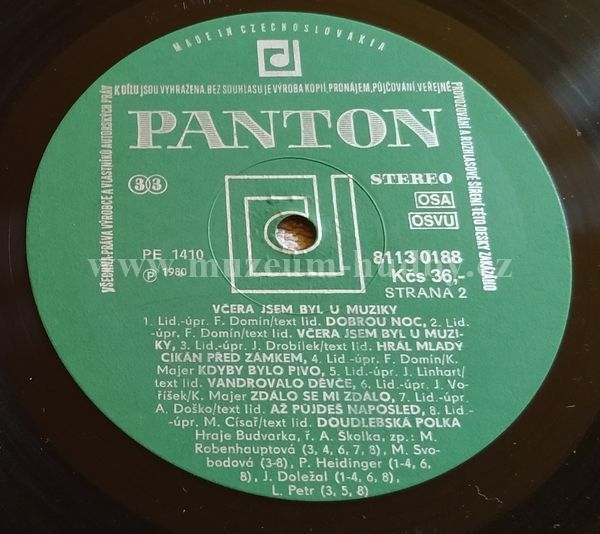 MADE IN CZECHOSLOVAKIA
VŠECHNA PRÁVA VÝROBCE A VLASTNÍKŮ AUTORSKÝCH PRÁV
K DÍLU JSOU VYHRAŽENA. BEZ SOUHLASU JE VÝROBA KOPIÍ, PRONÁJEM, PŮJČOVÁNÍ, VEŘEJNÉ
PROVOZOVÁNÍ A ROZHLASOVÉ ŠÍŘENÍ TÉTO DESKY ZAKÁZÁNO
PANTON
33
STEREO
OSA
OSVU
PE 1410
℗ 1980
8113 0188
Kčs 36,-
STRANA 2
www.muzeum-hudby.cz
VČERA JSEM BYL U MUZIKY
1. Lid.-úpr. F. Domin/text lid. DOBROU NOC, 2. Lid.-
-úpr. F. Domin/text lid. VČERA JSEM BYL U MUZI-
KY, 3. Lid.-úpr. J. Drobílek/text lid. HRÁL MLADÝ
CIKÁN PŘED ZÁMKEM, 4. Lid.-úpr. F. Domin/K.
Majer KDYBY BYLO PIVO, 5. Lid.-úpr. J. Linhart/
text lid. VANDROVALO DĚVČE, 6. Lid.-úpr. J. Vo-
říšek/K. Majer ZDÁLO SE MI ZDÁLO, 7. Lid.-úpr.
A. Doško/text lid. AŽ PŮJDEŠ NAPOSLED, 8. Lid.-
-úpr. M. Císař/text lid. DOUDLEBSKÁ POLKA
Hraje Budvarka, ř. A. Školka, zp.: M.
Robenhauptová (3, 4, 6, 7, 8), M. Svo-
bodová (3-8), P. Heidinger (1-4, 6,
8), J. Doležal (1-4, 6, 8),
L. Petr (3, 5, 8)